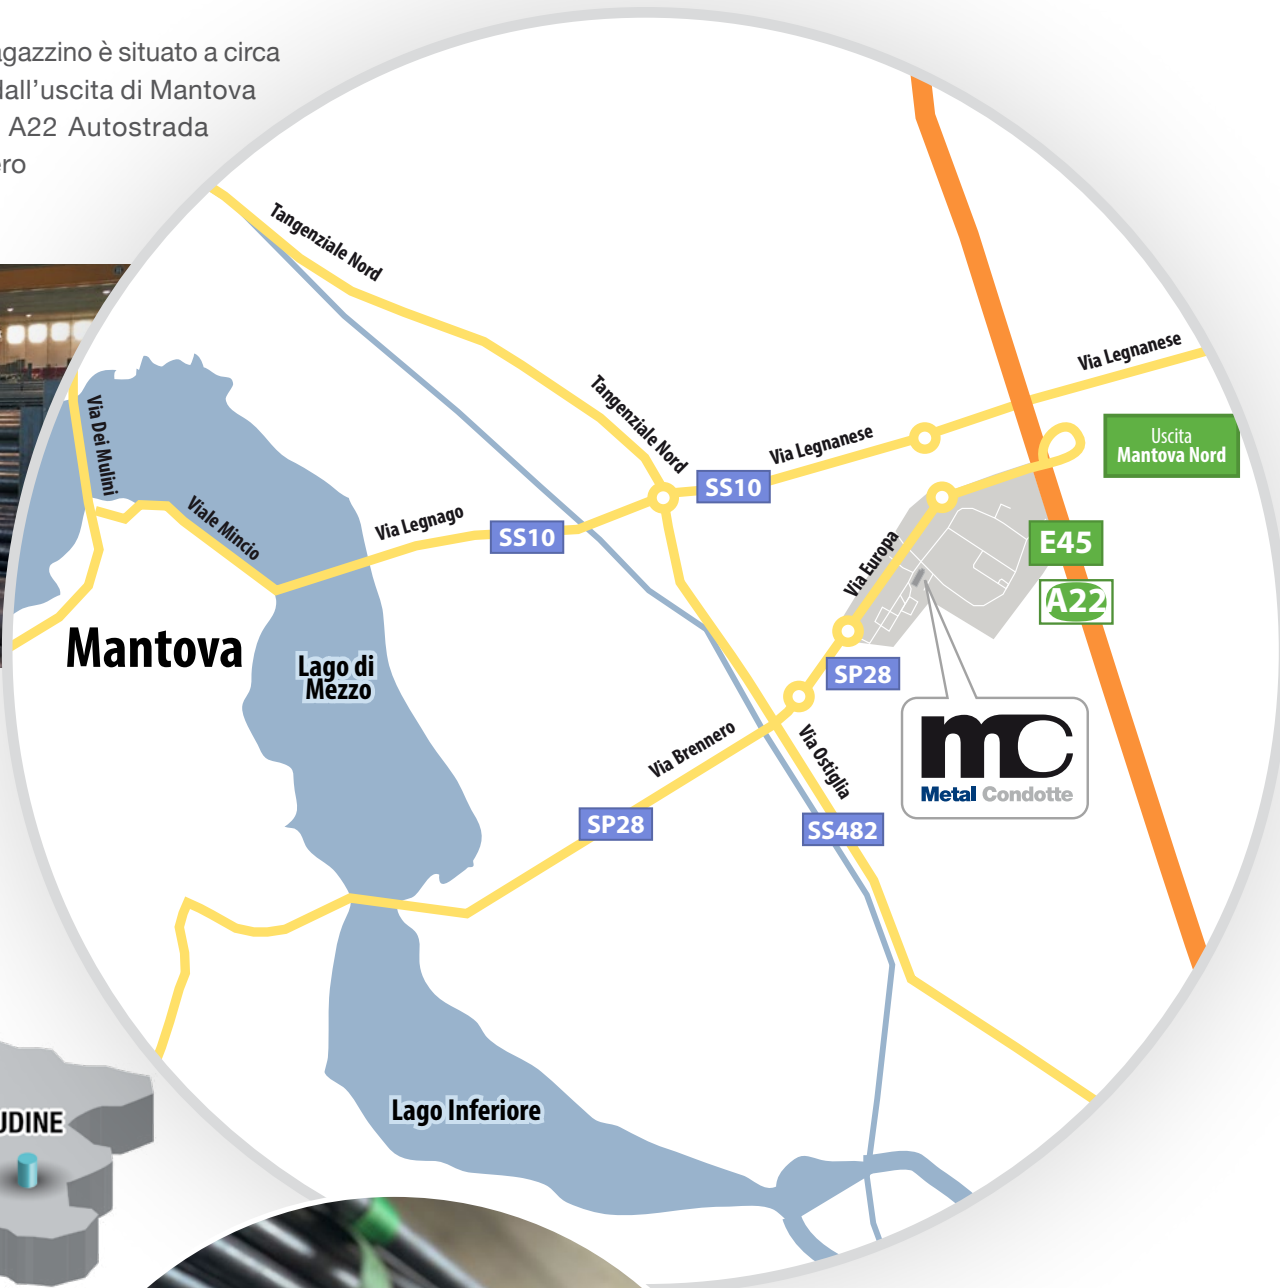 agazzino è situato a circa
dall'uscita di Mantova
A22 Autostrada
ero
Tangenziale Nord
Tangenziale Nord
Via Legnanese
Via Legnanese
Uscita
Mantova Nord
SS10
Via Dei Mulini
Viale Mincio
Via Legnago
SS10
E45
A22
Via Europa
Mantova
Lago di
Mezzo
SP28
mc
Metal Condotte
Via Brennero
Via Ostiglia
SP28
SS482
Lago Inferiore
UDINE